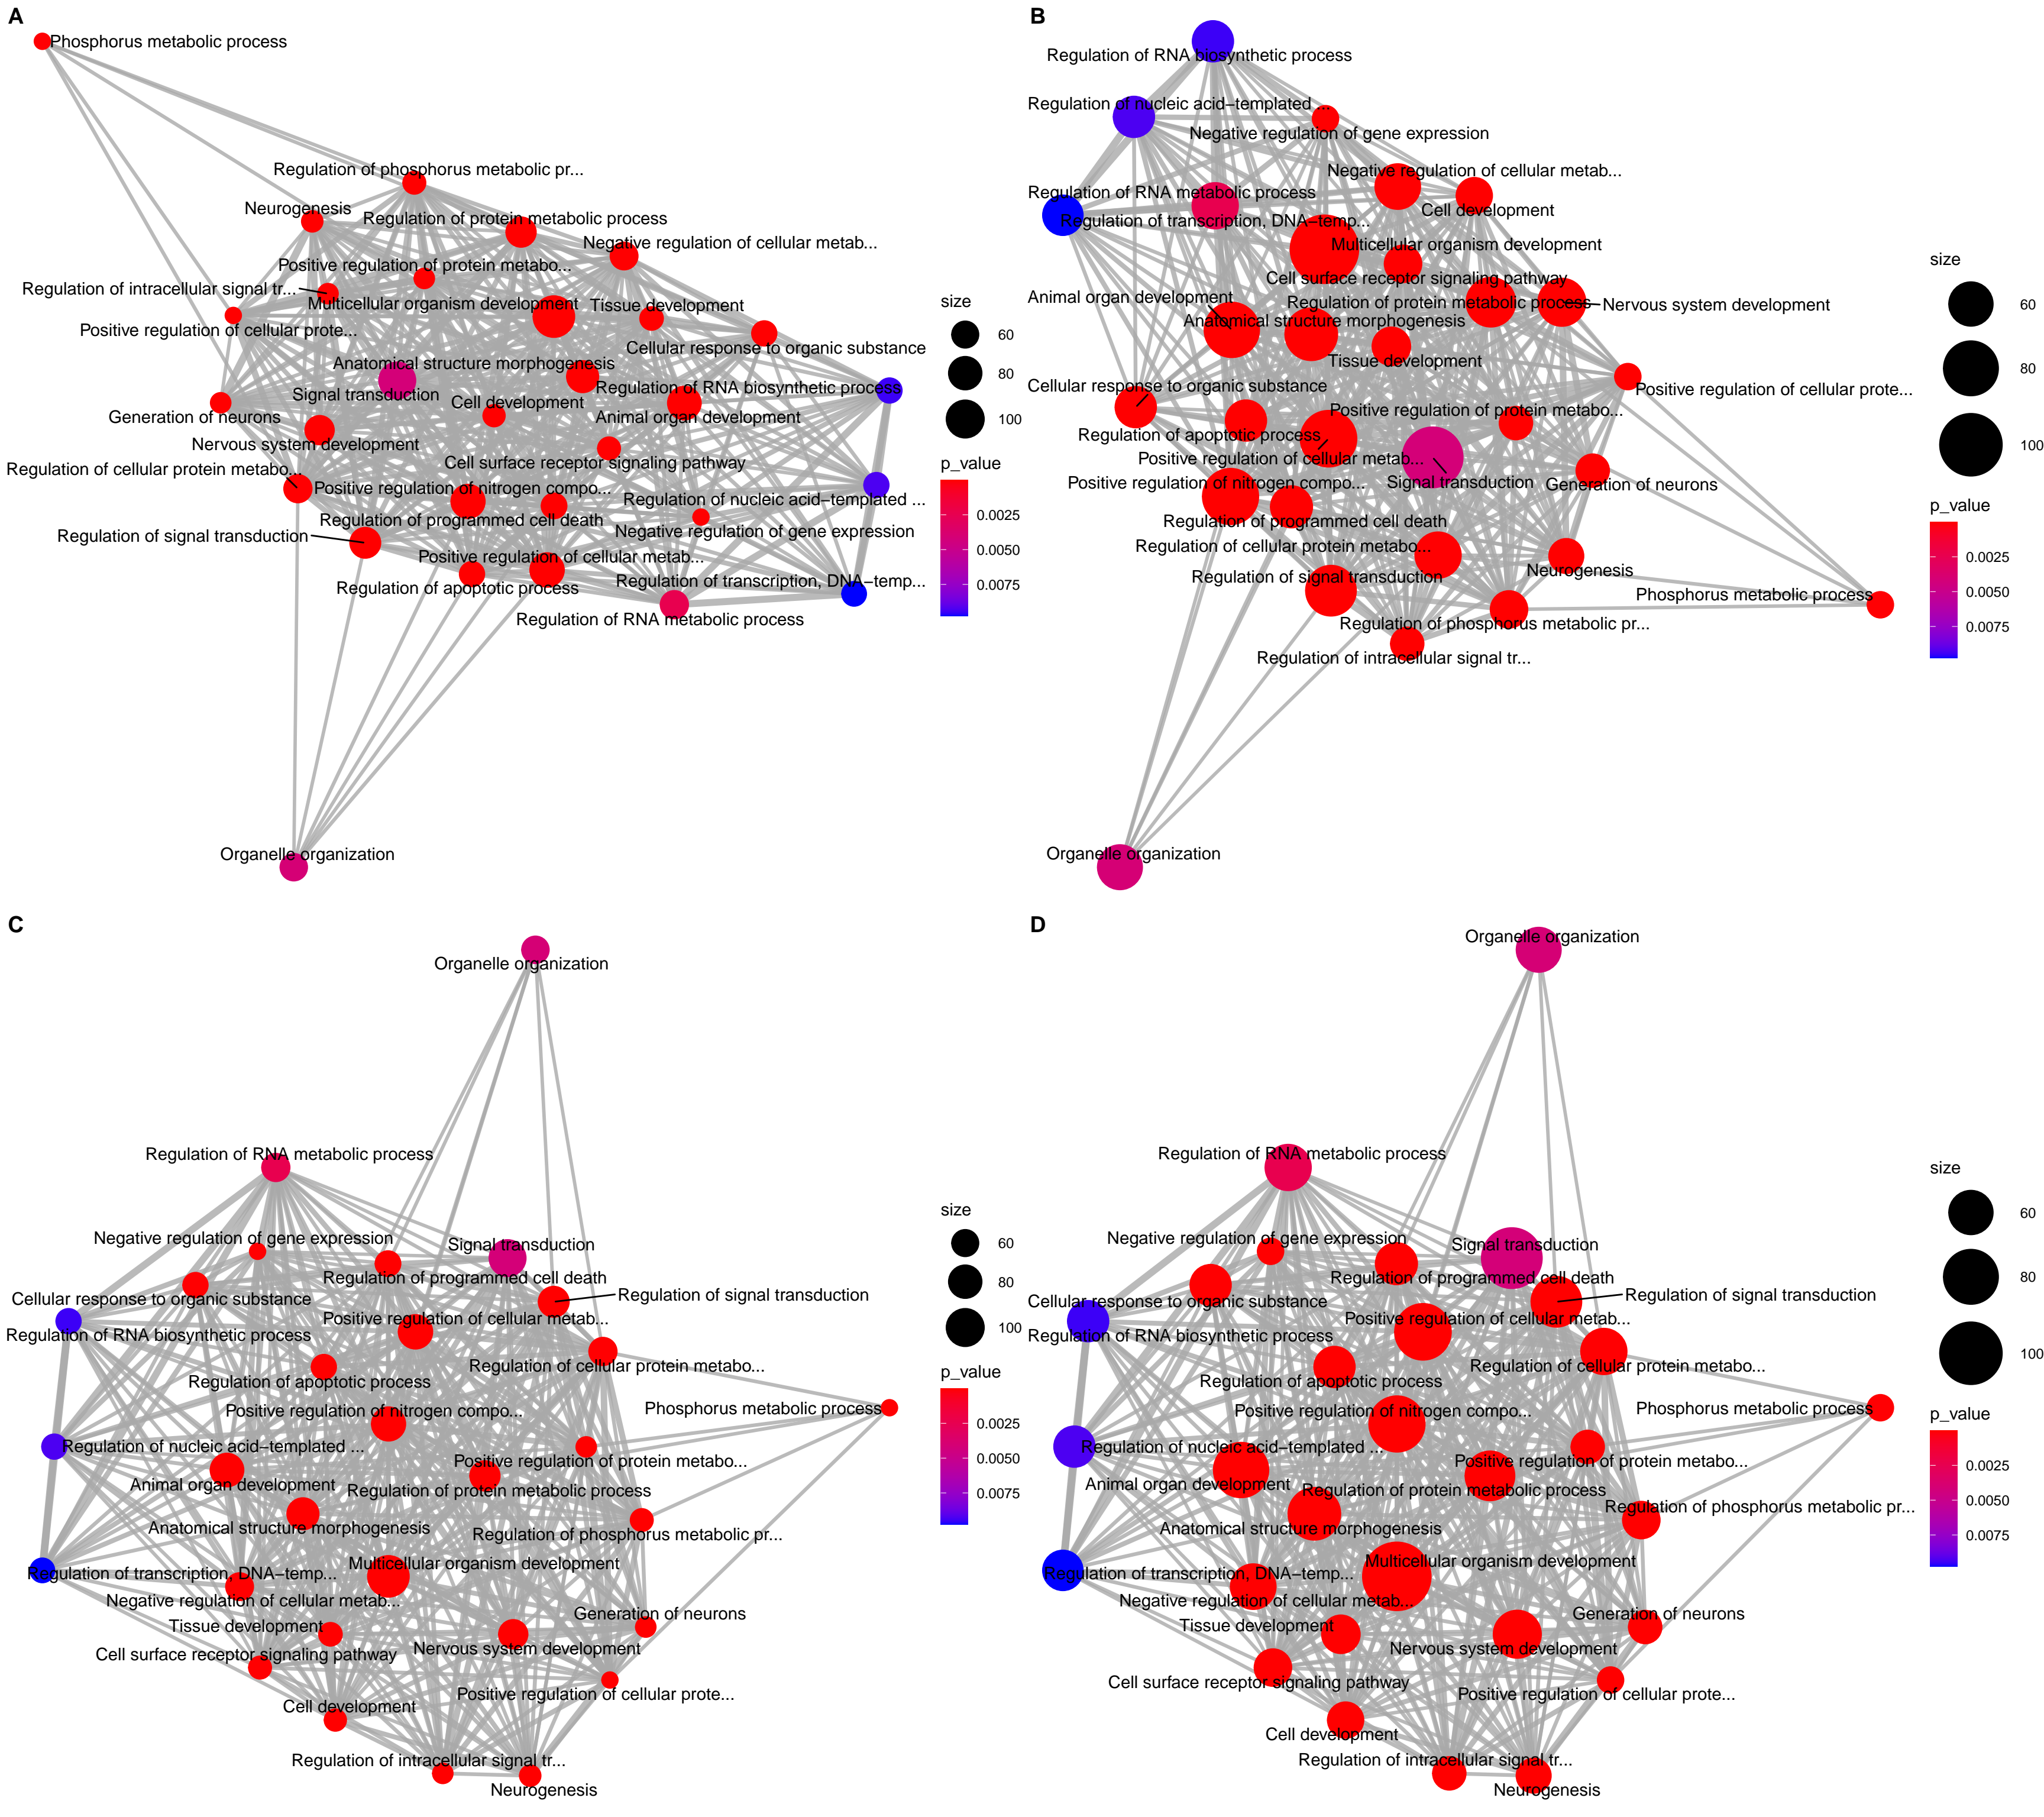 A
Phosphorus metabolic process
Regulation of phosphorus metabolic pr...
Neurogenesis
Regulation of protein metabolic process
Negative regulation of cellular metab...
Positive regulation of protein metabo...
Regulation of intracellular signal tr...
Multicellular organism development
Tissue development
Positive regulation of cellular prote...
Cellular response to organic substance
Anatomical structure morphogenesis
Regulation of RNA biosynthetic process
Signal transduction
Cell development
Generation of neurons
Animal organ development
Nervous system development
Cell surface receptor signaling pathway
Regulation of cellular protein metabo...
Positive regulation of nitrogen compo...
Regulation of nucleic acid−templated ...
Regulation of programmed cell death
Negative regulation of gene expression
Regulation of signal transduction
Positive regulation of cellular metab...
Regulation of transcription, DNA−temp...
Regulation of apoptotic process
Regulation of RNA metabolic process
Organelle organization
size
60
80
100
p_value
0.0025
0.0050
0.0075
B
Regulation of RNA biosynthetic process
Regulation of nucleic acid−templated ...
Negative regulation of gene expression
Negative regulation of cellular metab...
Regulation of RNA metabolic process
Cell development
Regulation of transcription, DNA−temp...
Multicellular organism development
Cell surface receptor signaling pathway
Animal organ development
Regulation of protein metabolic process
Nervous system development
Anatomical structure morphogenesis
Tissue development
Cellular response to organic substance
Positive regulation of cellular prote...
Positive regulation of protein metabo...
Regulation of apoptotic process
Positive regulation of cellular metab...
Positive regulation of nitrogen compo...
Signal transduction
Generation of neurons
Regulation of programmed cell death
Regulation of cellular protein metabo...
Neurogenesis
Regulation of signal transduction
Phosphorus metabolic process
Regulation of phosphorus metabolic pr...
Regulation of intracellular signal tr...
Organelle organization
size
60
80
100
p_value
0.0025
0.0050
0.0075
C
Organelle organization
Regulation of RNA metabolic process
Negative regulation of gene expression
Signal transduction
Regulation of programmed cell death
Cellular response to organic substance
Regulation of signal transduction
Positive regulation of cellular metab...
Regulation of RNA biosynthetic process
Regulation of cellular protein metabo...
Regulation of apoptotic process
Phosphorus metabolic process
Positive regulation of nitrogen compo...
Regulation of nucleic acid−templated ...
Positive regulation of protein metabo...
Animal organ development
Regulation of protein metabolic process
Anatomical structure morphogenesis
Regulation of phosphorus metabolic pr...
Multicellular organism development
Regulation of transcription, DNA−temp...
Negative regulation of cellular metab...
Generation of neurons
Tissue development
Nervous system development
Cell surface receptor signaling pathway
Positive regulation of cellular prote...
Cell development
Regulation of intracellular signal tr...
Neurogenesis
size
60
80
100
p_value
0.0025
0.0050
0.0075
D
Organelle organization
Regulation of RNA metabolic process
Negative regulation of gene expression
Signal transduction
Regulation of programmed cell death
Regulation of signal transduction
Cellular response to organic substance
Positive regulation of cellular metab...
Regulation of RNA biosynthetic process
Regulation of cellular protein metabo...
Regulation of apoptotic process
Phosphorus metabolic process
Positive regulation of nitrogen compo...
Regulation of nucleic acid−templated ...
Positive regulation of protein metabo...
Animal organ development
Regulation of protein metabolic process
Regulation of phosphorus metabolic pr...
Anatomical structure morphogenesis
Multicellular organism development
Regulation of transcription, DNA−temp...
Negative regulation of cellular metab...
Generation of neurons
Tissue development
Nervous system development
Cell surface receptor signaling pathway
Positive regulation of cellular prote...
Cell development
Regulation of intracellular signal tr...
Neurogenesis
size
60
80
100
p_value
0.0025
0.0050
0.0075